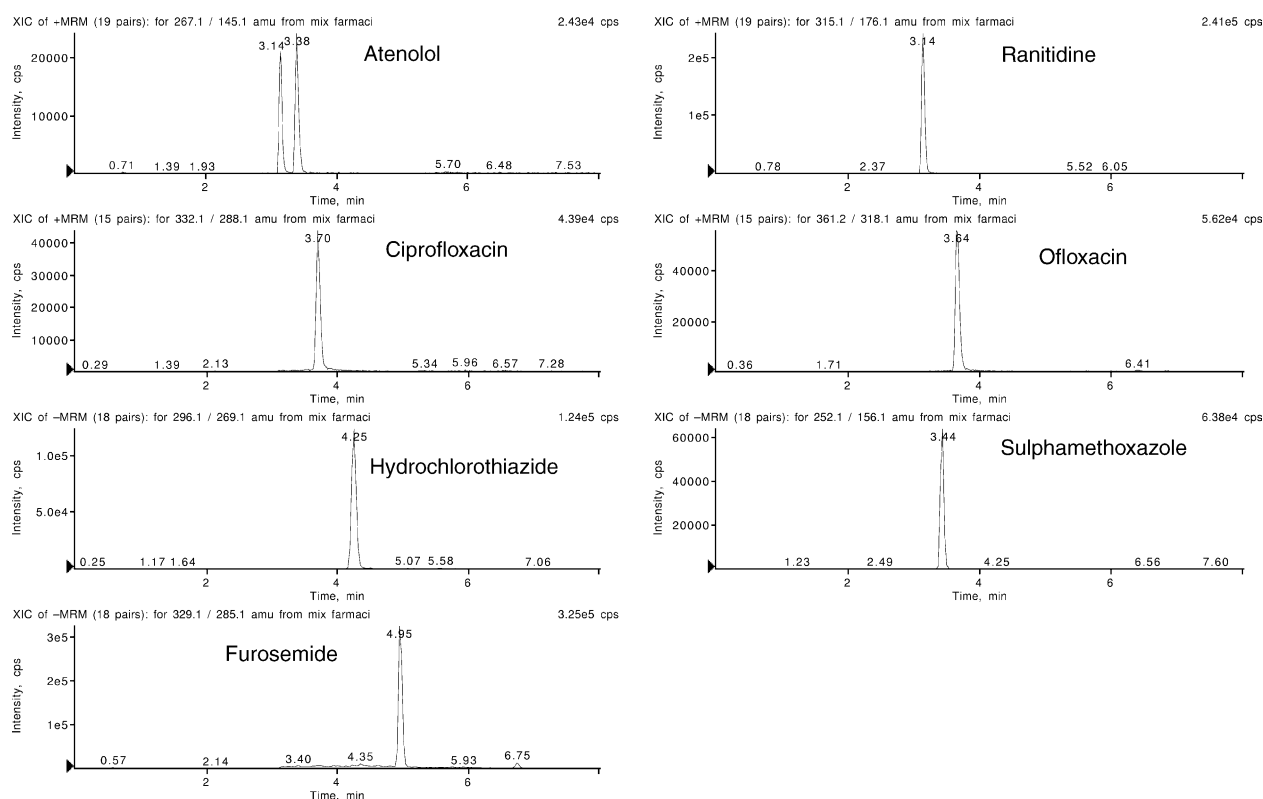 XIC of +MRM (19 pairs): for 267.1 / 145.1 amu from mix farmaci 2.43e4 cps
3.14 3.38
Atenolol
20000
10000
Intensity, cps
0.71 1.39 1.93 5.70 6.48 7.53
2 4 6
Time, min
XIC of +MRM (19 pairs): for 315.1 / 176.1 amu from mix farmaci 2.41e5 cps
3.14
Ranitidine
2e5
1e5
Intensity, cps
0.78 2.37 5.52 6.05
2 4 6
Time, min
XIC of +MRM (15 pairs): for 332.1 / 288.1 amu from mix farmaci 4.39e4 cps
3.70
Ciprofloxacin
40000
30000
20000
10000
Intensity, cps
0.29 1.39 2.13 5.34 5.96 6.57 7.28
2 4 6
Time, min
XIC of +MRM (15 pairs): for 361.2 / 318.1 amu from mix farmaci 5.62e4 cps
3.64
Ofloxacin
40000
20000
Intensity, cps
0.36 1.71 6.41
2 4 6
Time, min
XIC of –MRM (18 pairs): for 296.1 / 269.1 amu from mix farmaci 1.24e5 cps
4.25
Hydrochlorothiazide
1.0e5
5.0e4
Intensity, cps
0.25 1.17 1.64 5.07 5.58 7.06
2 4 6
Time, min
XIC of –MRM (18 pairs): for 252.1 / 156.1 amu from mix farmaci 6.38e4 cps
3.44
Sulphamethoxazole
60000
40000
20000
Intensity, cps
1.23 2.49 4.25 6.56 7.60
2 4 6
Time, min
XIC of –MRM (18 pairs): for 329.1 / 285.1 amu from mix farmaci 3.25e5 cps
4.95
Furosemide
3e5
2e5
1e5
Intensity, cps
0.57 2.14 3.40 4.35 5.93 6.75
2 4 6
Time, min